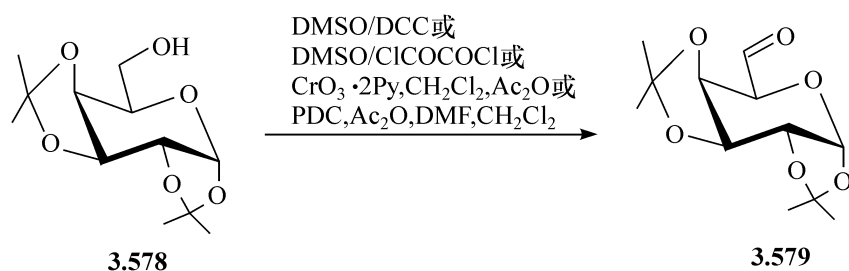 DMSO/DCC或
DMSO/ClCOCOCl或
CrO₃·2Py,CH₂Cl₂,Ac₂O或
PDC,Ac₂O,DMF,CH₂Cl₂
O
OH
O
O
O
O
O
3.578
O
O
O
O
O
O
3.579